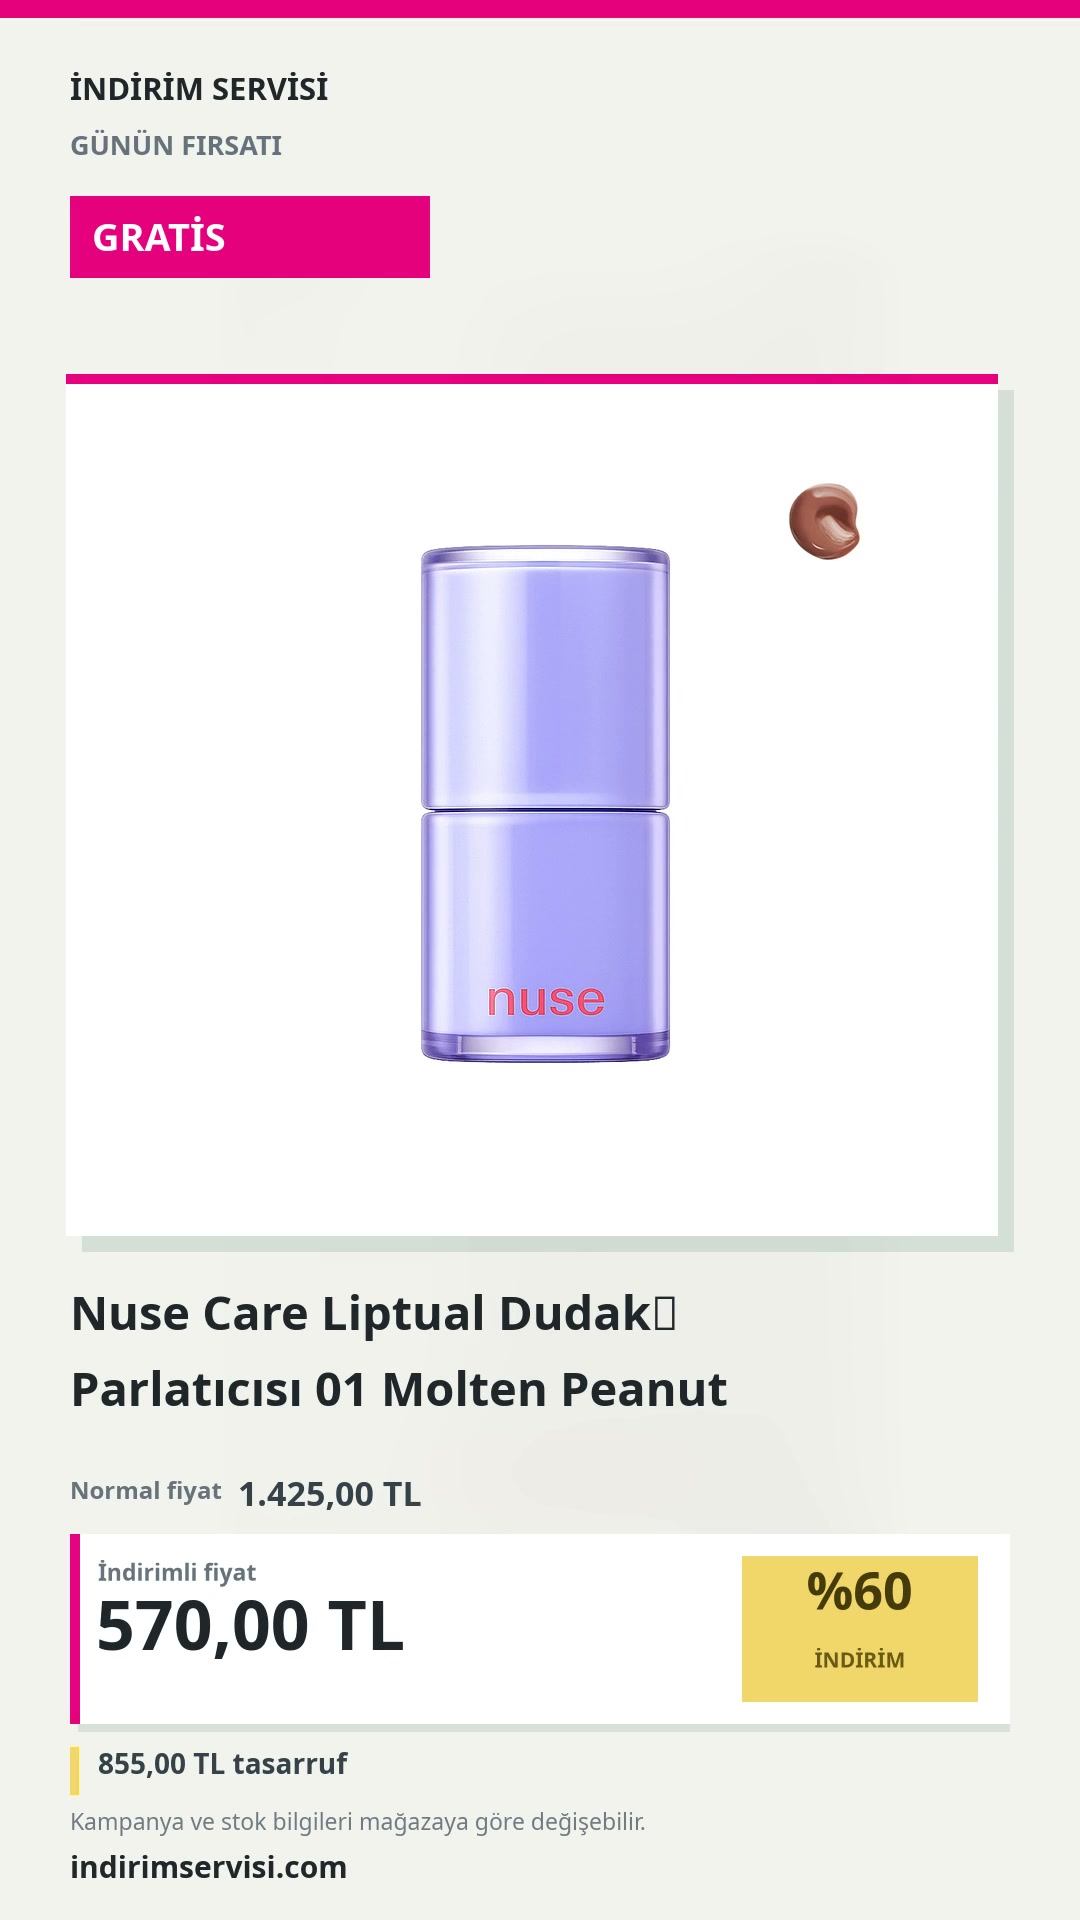 İNDİRİM SERVİSİ
GÜNÜN FIRSATI
GRATİS
nuse
Nuse Care Liptual Dudak
Parlatıcısı 01 Molten Peanut
Normal fiyat 1.425,00 TL
İndirimli fiyat
570,00 TL
%60
İNDİRİM
855,00 TL tasarruf
Kampanya ve stok bilgileri mağazaya göre değişebilir.
indirimservisi.com